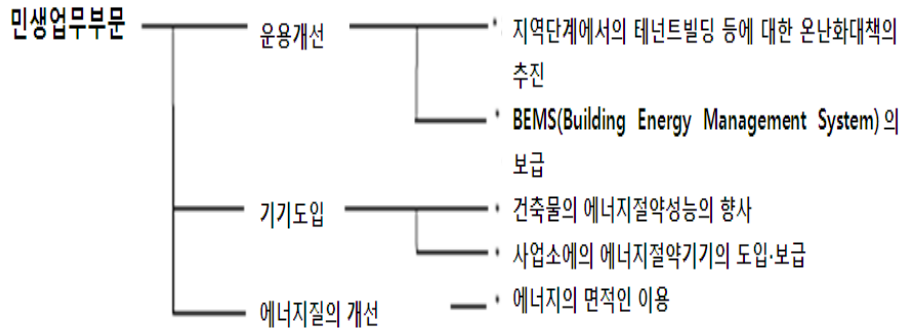 민생업무부문
운용개선
· 지역단계에서의 테넌트빌딩 등에 대한 온난화대책의
추진
· BEMS(Building Energy Management System)의
보급
기기도입
· 건축물의 에너지절약성능의 향사
· 사업소에의 에너지절약기기의 도입·보급
에너지질의 개선
· 에너지의 면적인 이용